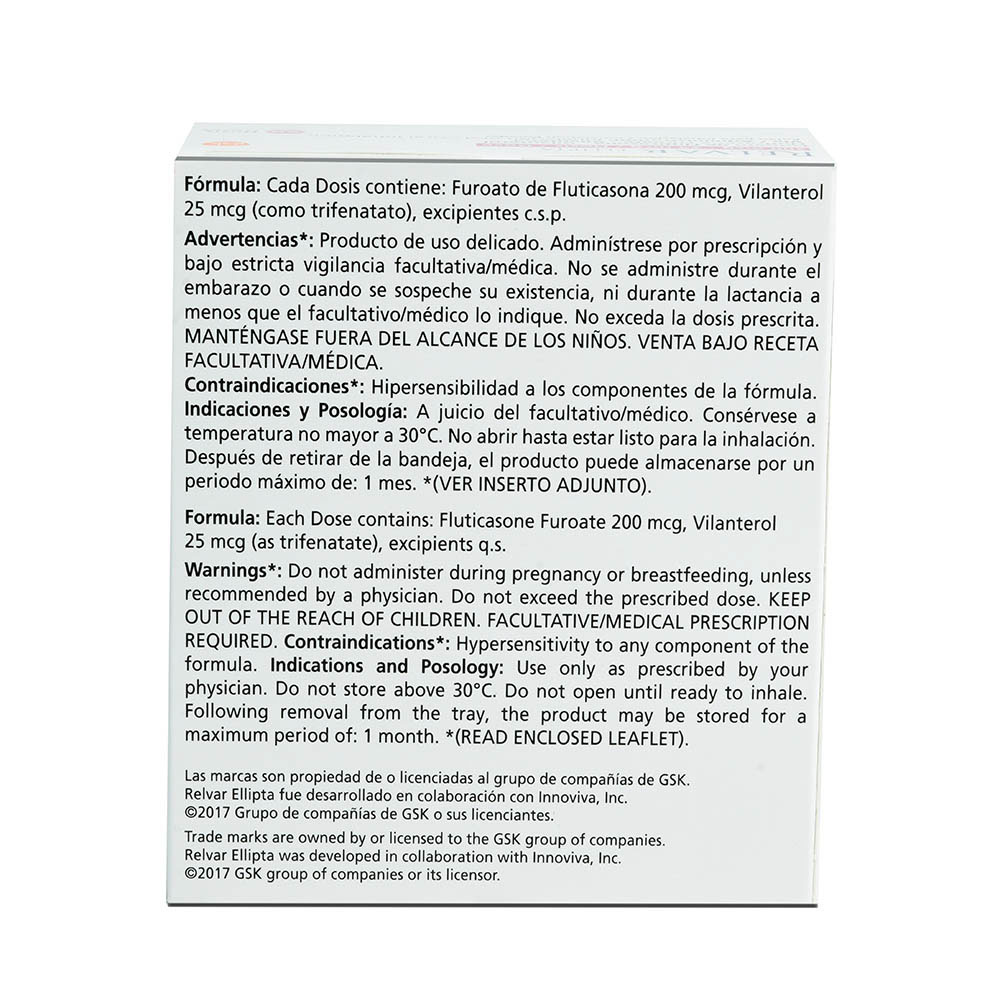 Fórmula: Cada Dosis contiene: Furoato de Fluticasona 200 mcg, Vilanterol
25 mcg (como trifenatato), excipientes c.s.p.
Advertencias*: Producto de uso delicado. Adminístrese por prescripción y
bajo estricta vigilancia facultativa/médica. No se administre durante el
embarazo o cuando se sospeche su existencia, ni durante la lactancia a
menos que el facultativo/médico lo indique. No exceda la dosis prescrita.
MANTÉNGASE FUERA DEL ALCANCE DE LOS NIÑOS. VENTA BAJO RECETA
FACULTATIVA/MÉDICA.
Contraindicaciones*: Hipersensibilidad a los componentes de la fórmula.
Indicaciones y Posología: A juicio del facultativo/médico. Consérvese a
temperatura no mayor a 30°C. No abrir hasta estar listo para la inhalación.
Después de retirar de la bandeja, el producto puede almacenarse por un
periodo máximo de: 1 mes. *(VER INSERTO ADJUNTO).
Formula: Each Dose contains: Fluticasone Furoate 200 mcg, Vilanterol
25 mcg (as trifenatate), excipients q.s.
Warnings*: Do not administer during pregnancy or breastfeeding, unless
recommended by a physician. Do not exceed the prescribed dose. KEEP
OUT OF THE REACH OF CHILDREN. FACULTATIVE/MEDICAL PRESCRIPTION
REQUIRED. Contraindications*: Hypersensitivity to any component of the
formula. Indications and Posology: Use only as prescribed by your
physician. Do not store above 30°C. Do not open until ready to inhale.
Following removal from the tray, the product may be stored for a
maximum period of: 1 month. *(READ ENCLOSED LEAFLET).
Las marcas son propiedad de o licenciadas al grupo de compañías de GSK.
Relvar Ellipta fue desarrollado en colaboración con Innoviva, Inc.
©2017 Grupo de compañías de GSK o sus licenciantes.
Trade marks are owned by or licensed to the GSK group of companies.
Relvar Ellipta was developed in collaboration with Innoviva, Inc.
©2017 GSK group of companies or its licensor.